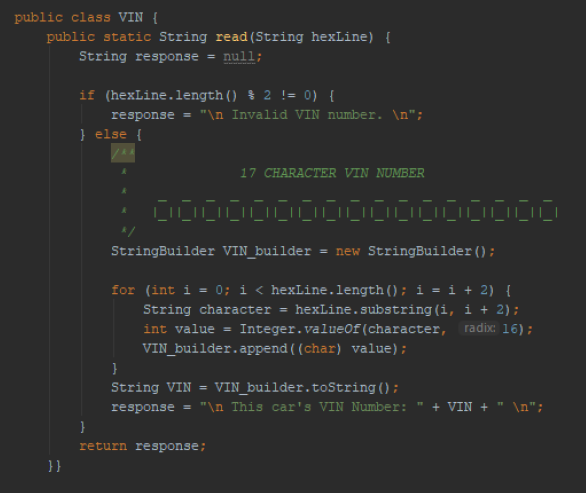 public class VIN {
public static String read(String hexLine) {
String response = null;
if (hexLine.length() % 2 != 0) {
response = "\n Invalid VIN number. \n";
} else {
/**
* 17 CHARACTER VIN NUMBER
*
* |_||_||_||_||_||_||_||_||_||_||_||_||_||_||_||_||_|
*/
StringBuilder VIN_builder = new StringBuilder();
for (int i = 0; i < hexLine.length(); i = i + 2) {
String character = hexLine.substring(i, i + 2);
int value = Integer.valueOf(character, radix: 16);
VIN_builder.append((char) value);
}
String VIN = VIN_builder.toString();
response = "\n This car's VIN Number: " + VIN + " \n";
}
return response;
}}